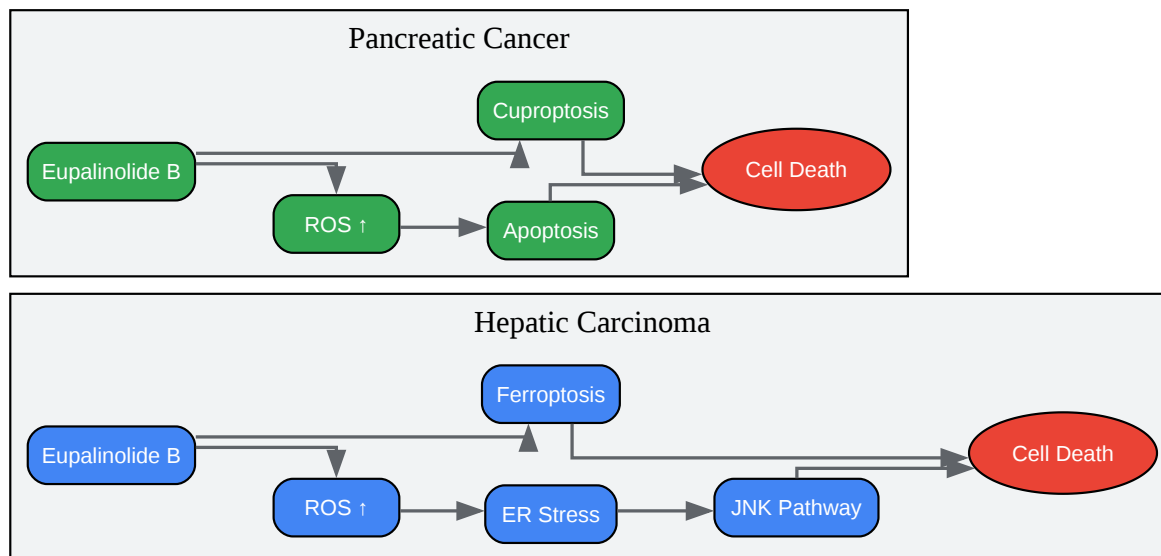 Pancreatic Cancer
Cuproptosis
Eupalinolide B
Cell Death
ROS ↑
Apoptosis
Hepatic Carcinoma
Ferroptosis
Eupalinolide B
Cell Death
ROS ↑
ER Stress
JNK Pathway